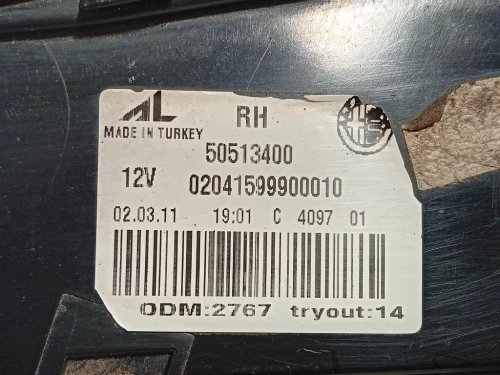 AL
RH
MADE IN TURKEY
50513400
12V 02041599900010
02.03.11 19:01 C 4097 01
ODM:2767 tryout:14